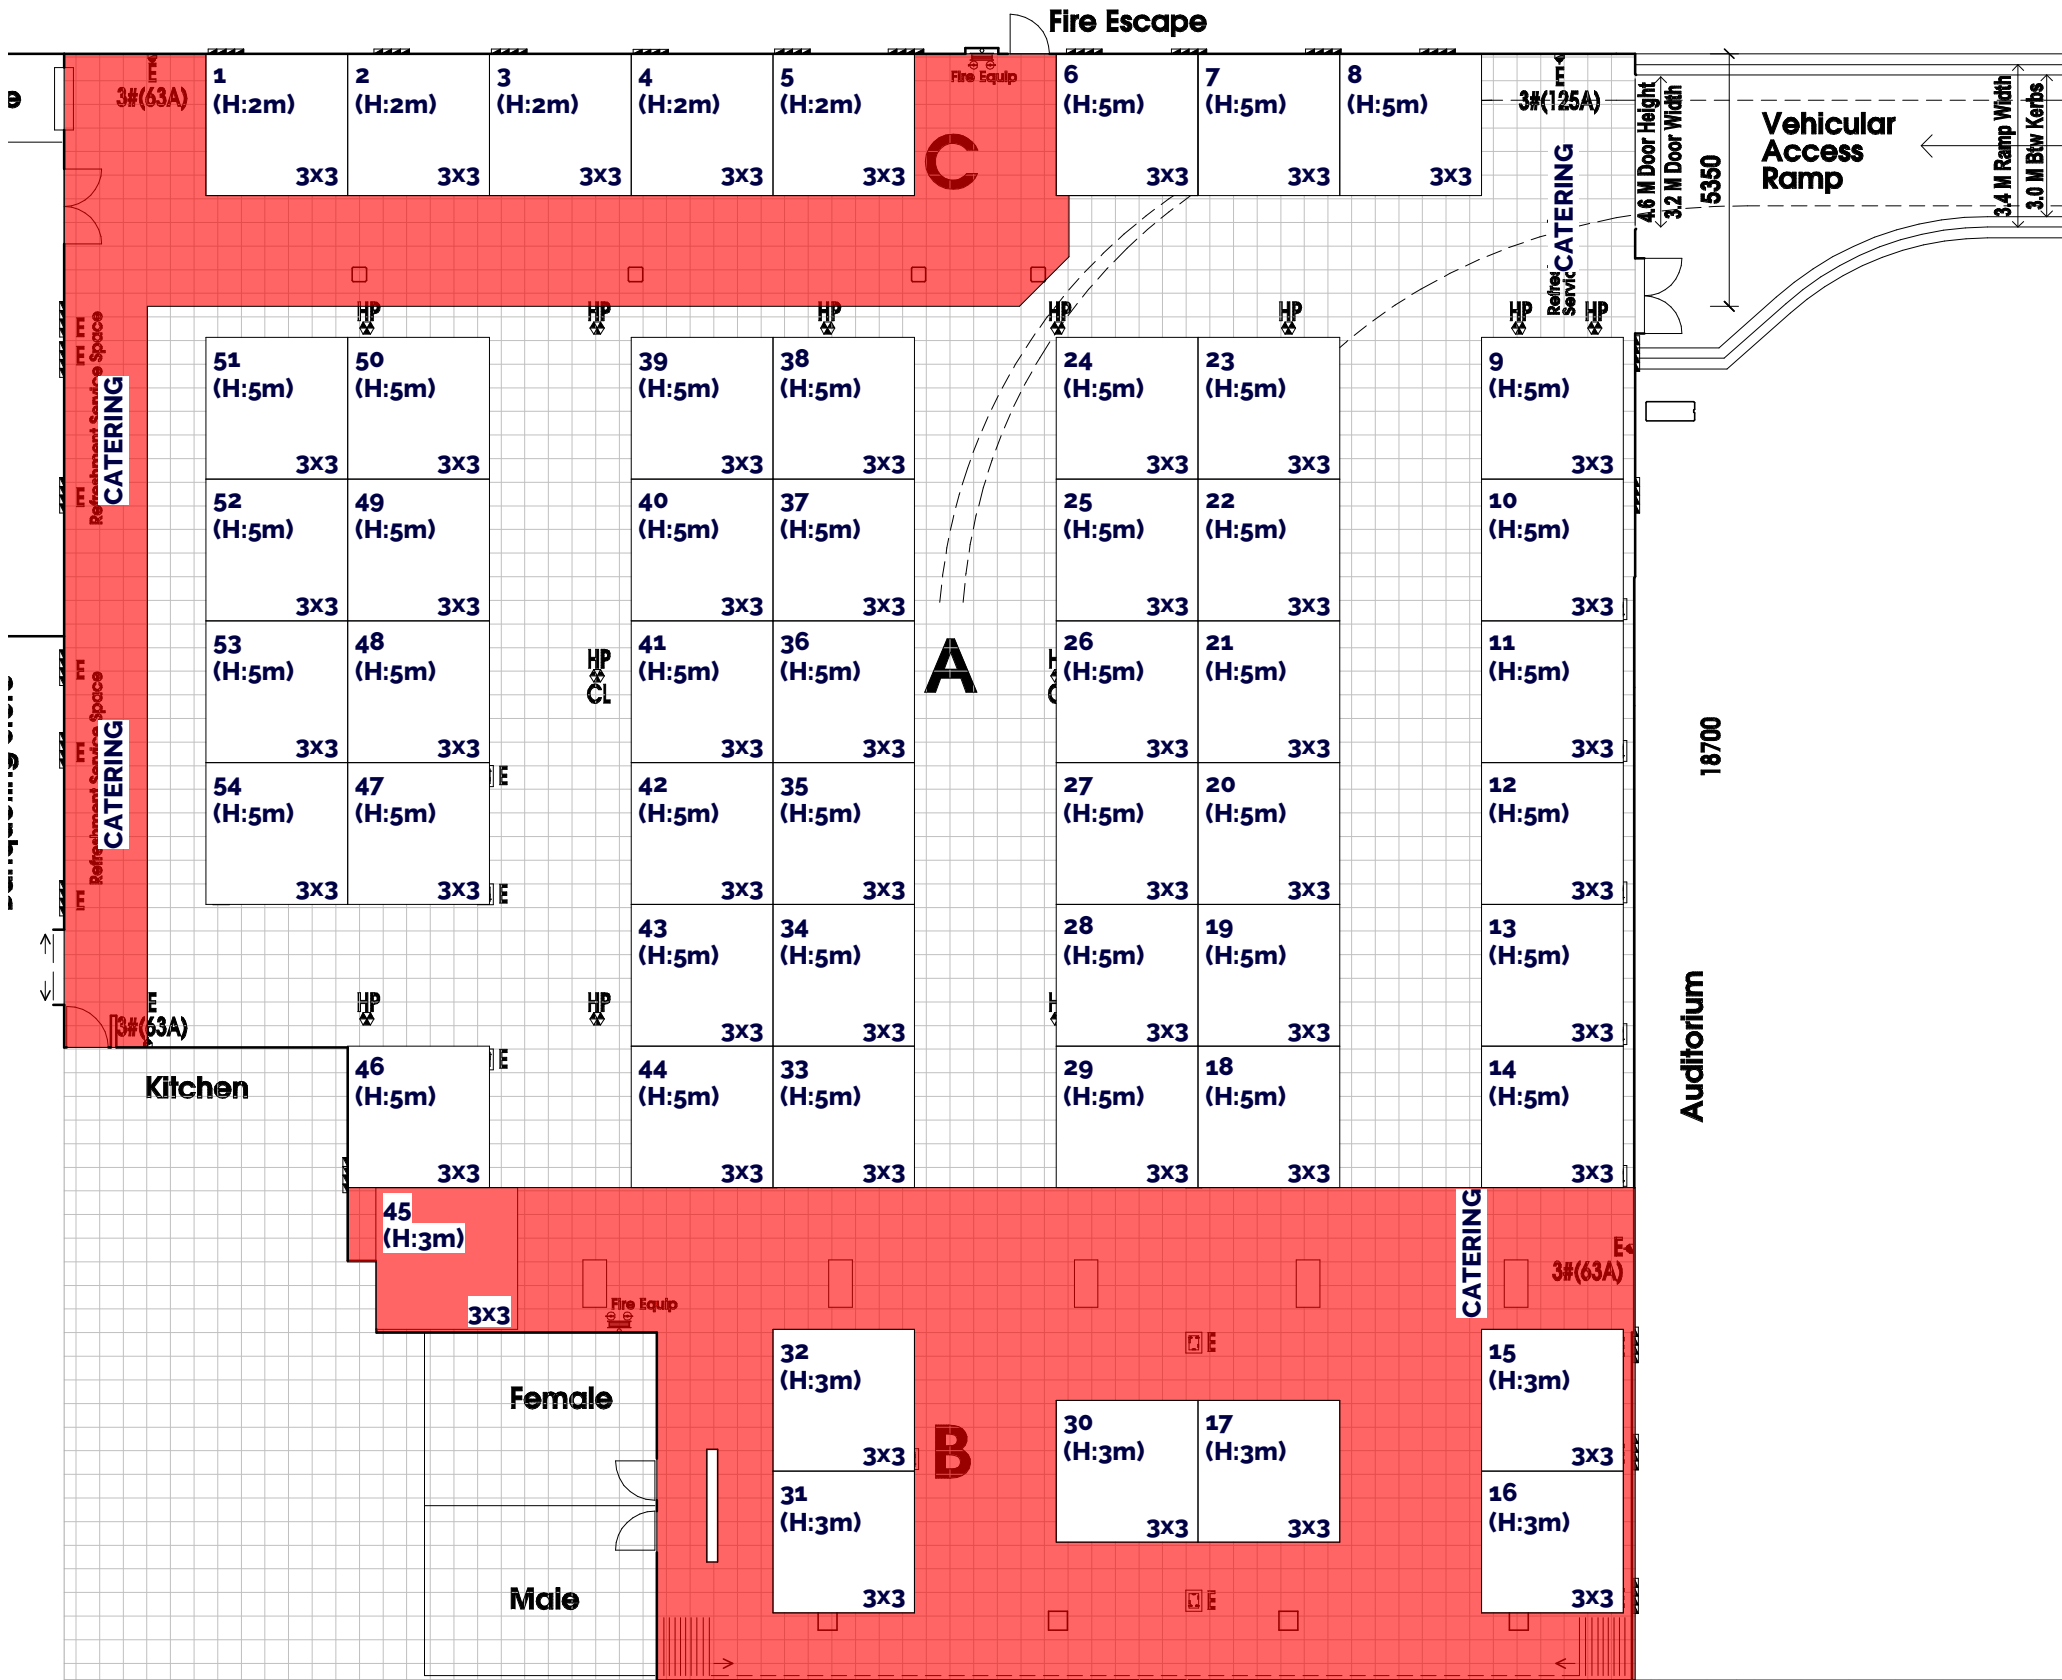 Fire Escape
Fire Equip
3#(63A)
E
1
(H:2m)
3x3
2
(H:2m)
3x3
3
(H:2m)
3x3
4
(H:2m)
3x3
5
(H:2m)
3x3
C
6
(H:5m)
3x3
7
(H:5m)
3x3
8
(H:5m)
3x3
E
3#(125A)
CATERING
4.6 M Door Height
3.2 M Door Width
5350
Vehicular
Access
Ramp
3.4 M Ramp Width
3.0 M Btw Kerbs
HP
HP
HP
HP
HP
HP
HP
E
E
E
Refreshment Service Space
CATERING
51
(H:5m)
3x3
50
(H:5m)
3x3
39
(H:5m)
3x3
38
(H:5m)
3x3
24
(H:5m)
3x3
23
(H:5m)
3x3
9
(H:5m)
3x3
52
(H:5m)
3x3
49
(H:5m)
3x3
40
(H:5m)
3x3
37
(H:5m)
3x3
25
(H:5m)
3x3
22
(H:5m)
3x3
10
(H:5m)
3x3
E
E
E
Refreshment Service Space
CATERING
53
(H:5m)
3x3
48
(H:5m)
3x3
HP
CL
41
(H:5m)
3x3
36
(H:5m)
3x3
A
26
(H:5m)
3x3
21
(H:5m)
3x3
11
(H:5m)
3x3
18700
54
(H:5m)
3x3
47
(H:5m)
3x3
E
E
42
(H:5m)
3x3
35
(H:5m)
3x3
27
(H:5m)
3x3
20
(H:5m)
3x3
12
(H:5m)
3x3
43
(H:5m)
3x3
34
(H:5m)
3x3
28
(H:5m)
3x3
19
(H:5m)
3x3
13
(H:5m)
3x3
Auditorium
E
3#(63A)
HP
HP
Kitchen
46
(H:5m)
3x3
E
44
(H:5m)
3x3
33
(H:5m)
3x3
29
(H:5m)
3x3
18
(H:5m)
3x3
14
(H:5m)
3x3
45
(H:3m)
3x3
Fire Equip
CATERING
E
3#(63A)
Female
Male
32
(H:3m)
3x3
31
(H:3m)
3x3
B
E
30
(H:3m)
3x3
17
(H:3m)
3x3
E
15
(H:3m)
3x3
16
(H:3m)
3x3